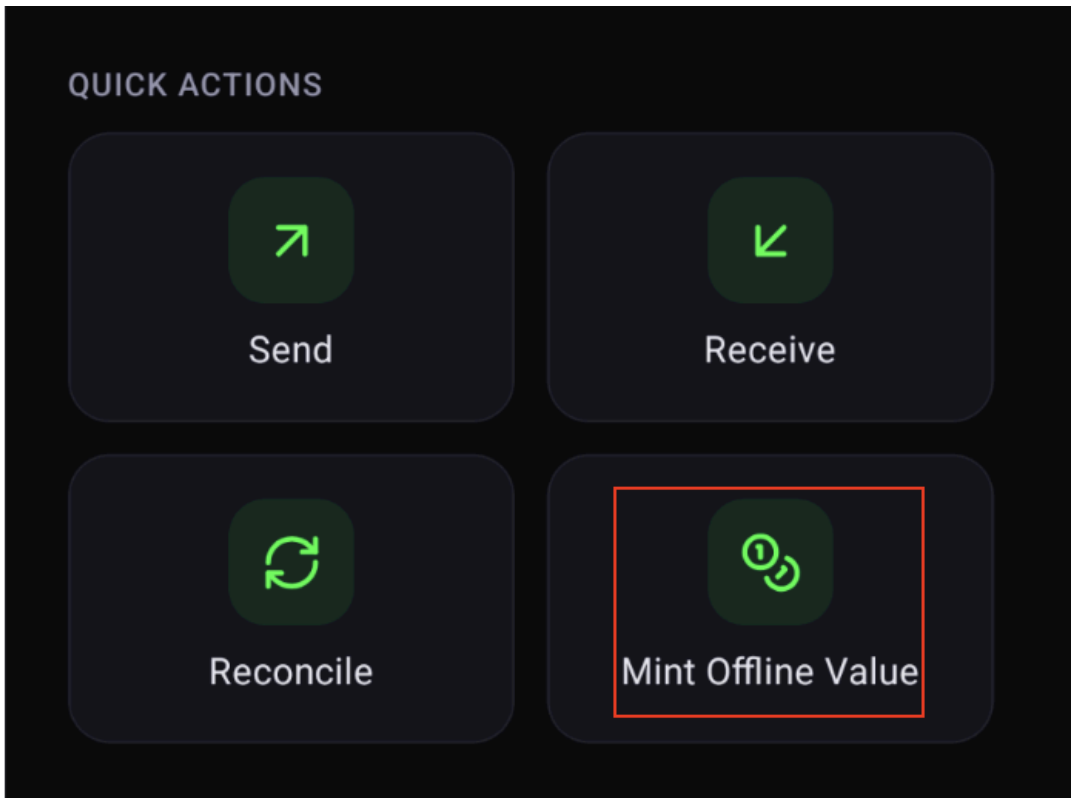 QUICK ACTIONS
Send
Receive
Reconcile
Mint Offline Value